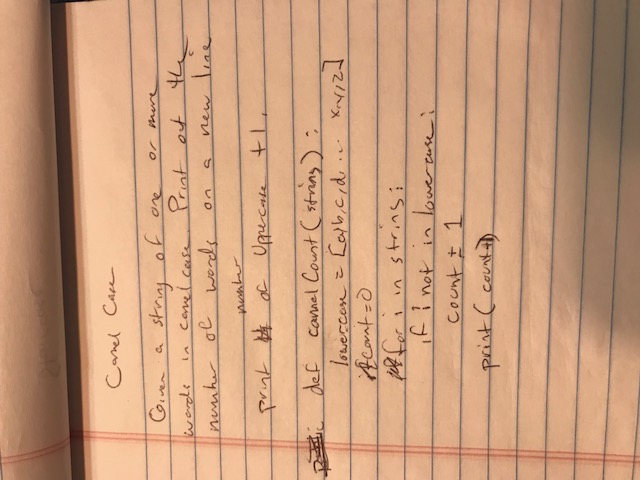 Camel Case
Given a string of one or more
words in camel case. Print out the
number of words on a new line
number
print of Uppercase +1.
def camel Count (string) :
lowercase = [a,b,c,d, ... x,y,z]
count = 0
for i in string :
if i not in lowercase :
count += 1
print ( count+1)